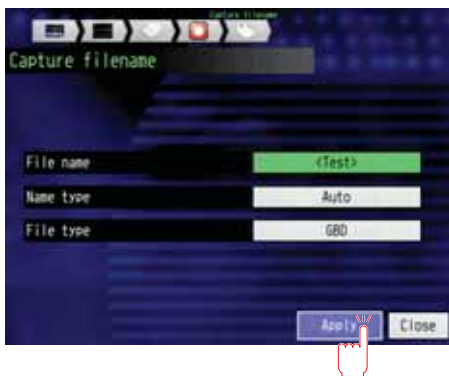 Capture filename
Capture filename
File name <Test>
Name type Auto
File type GBD
Apply Close